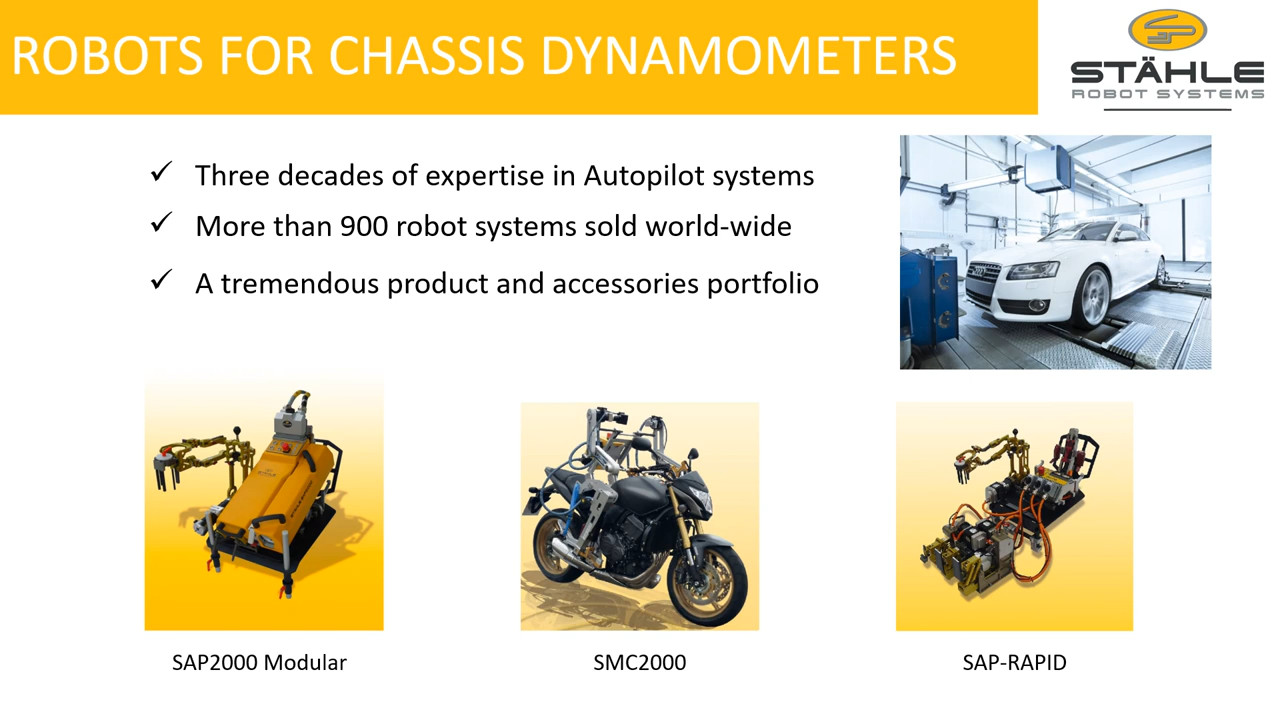 ROBOTS FOR CHASSIS DYNAMOMETERS
STÄHLE
ROBOT SYSTEMS
✓ Three decades of expertise in Autopilot systems
✓ More than 900 robot systems sold world-wide
✓ A tremendous product and accessories portfolio
SAP2000 Modular
SMC2000
SAP-RAPID